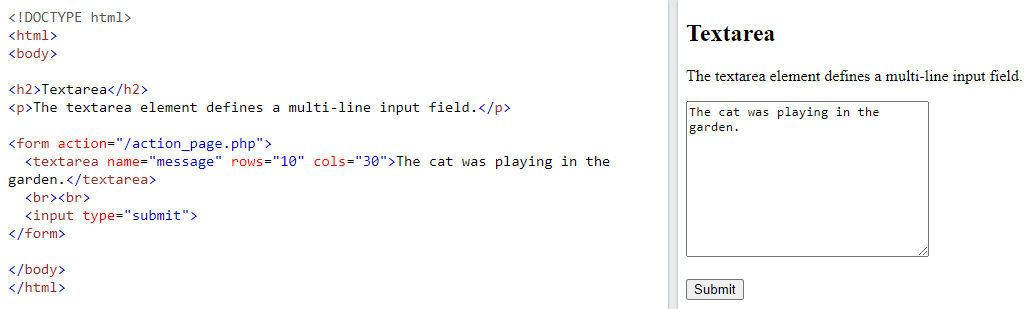 <!DOCTYPE html>
<html>
<body>
<h2>Textarea</h2>
<p>The textarea element defines a multi-line input field.</p>
<form action="/action_page.php">
<textarea name="message" rows="10" cols="30">The cat was playing in the
garden.</textarea>
<br><br>
<input type="submit">
</form>
</body>
</html>
Textarea
The textarea element defines a multi-line input field.
The cat was playing in the
garden.
Submit